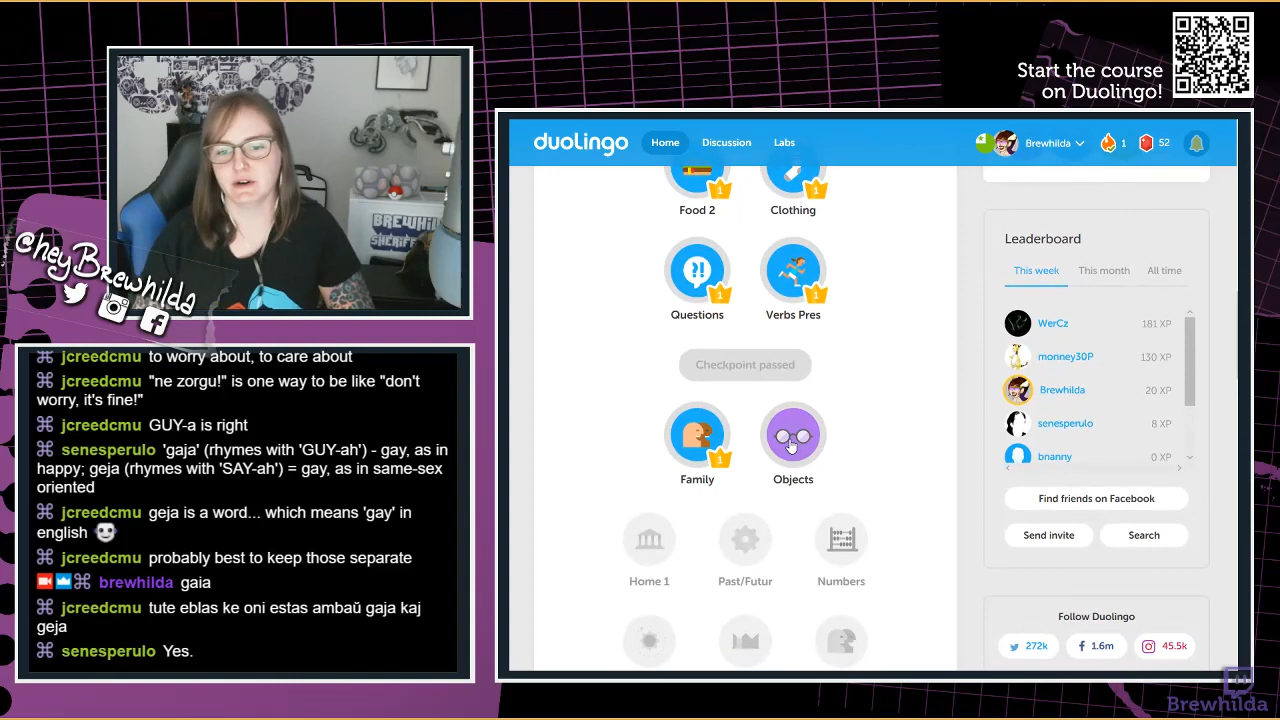 Start the course
on Duolingo!
@heyBrewhilda
BREWHIL
SHERIFF
jcreedcmu to worry about, to care about
jcreedcmu "ne zorgu!" is one way to be like "don't
worry, it's fine!"
jcreedcmu GUY-a is right
senesperulo 'gaja' (rhymes with 'GUY-ah') - gay, as in
happy; geja (rhymes with 'SAY-ah') = gay, as in same-sex
oriented
jcreedcmu geja is a word... which means 'gay' in
english
jcreedcmu probably best to keep those separate
brewhilda gaia
jcreedcmu tute eblas ke oni estas ambaŭ gaja kaj
geja
senesperulo Yes.
duolingo Home Discussion Labs Brewhilda 1 52
1 1
Food 2 Clothing
1 1
Questions Verbs Pres
Checkpoint passed
1
Family Objects
Home 1 Past/Futur Numbers
Leaderboard
This week This month All time
WerCz 181 XP
monney30P 130 XP
Brewhilda 20 XP
senesperulo 8 XP
bnanny 0 XP
Find friends on Facebook
Send invite Search
Follow Duolingo
272k 1.6m 45.5k
Brewhilda